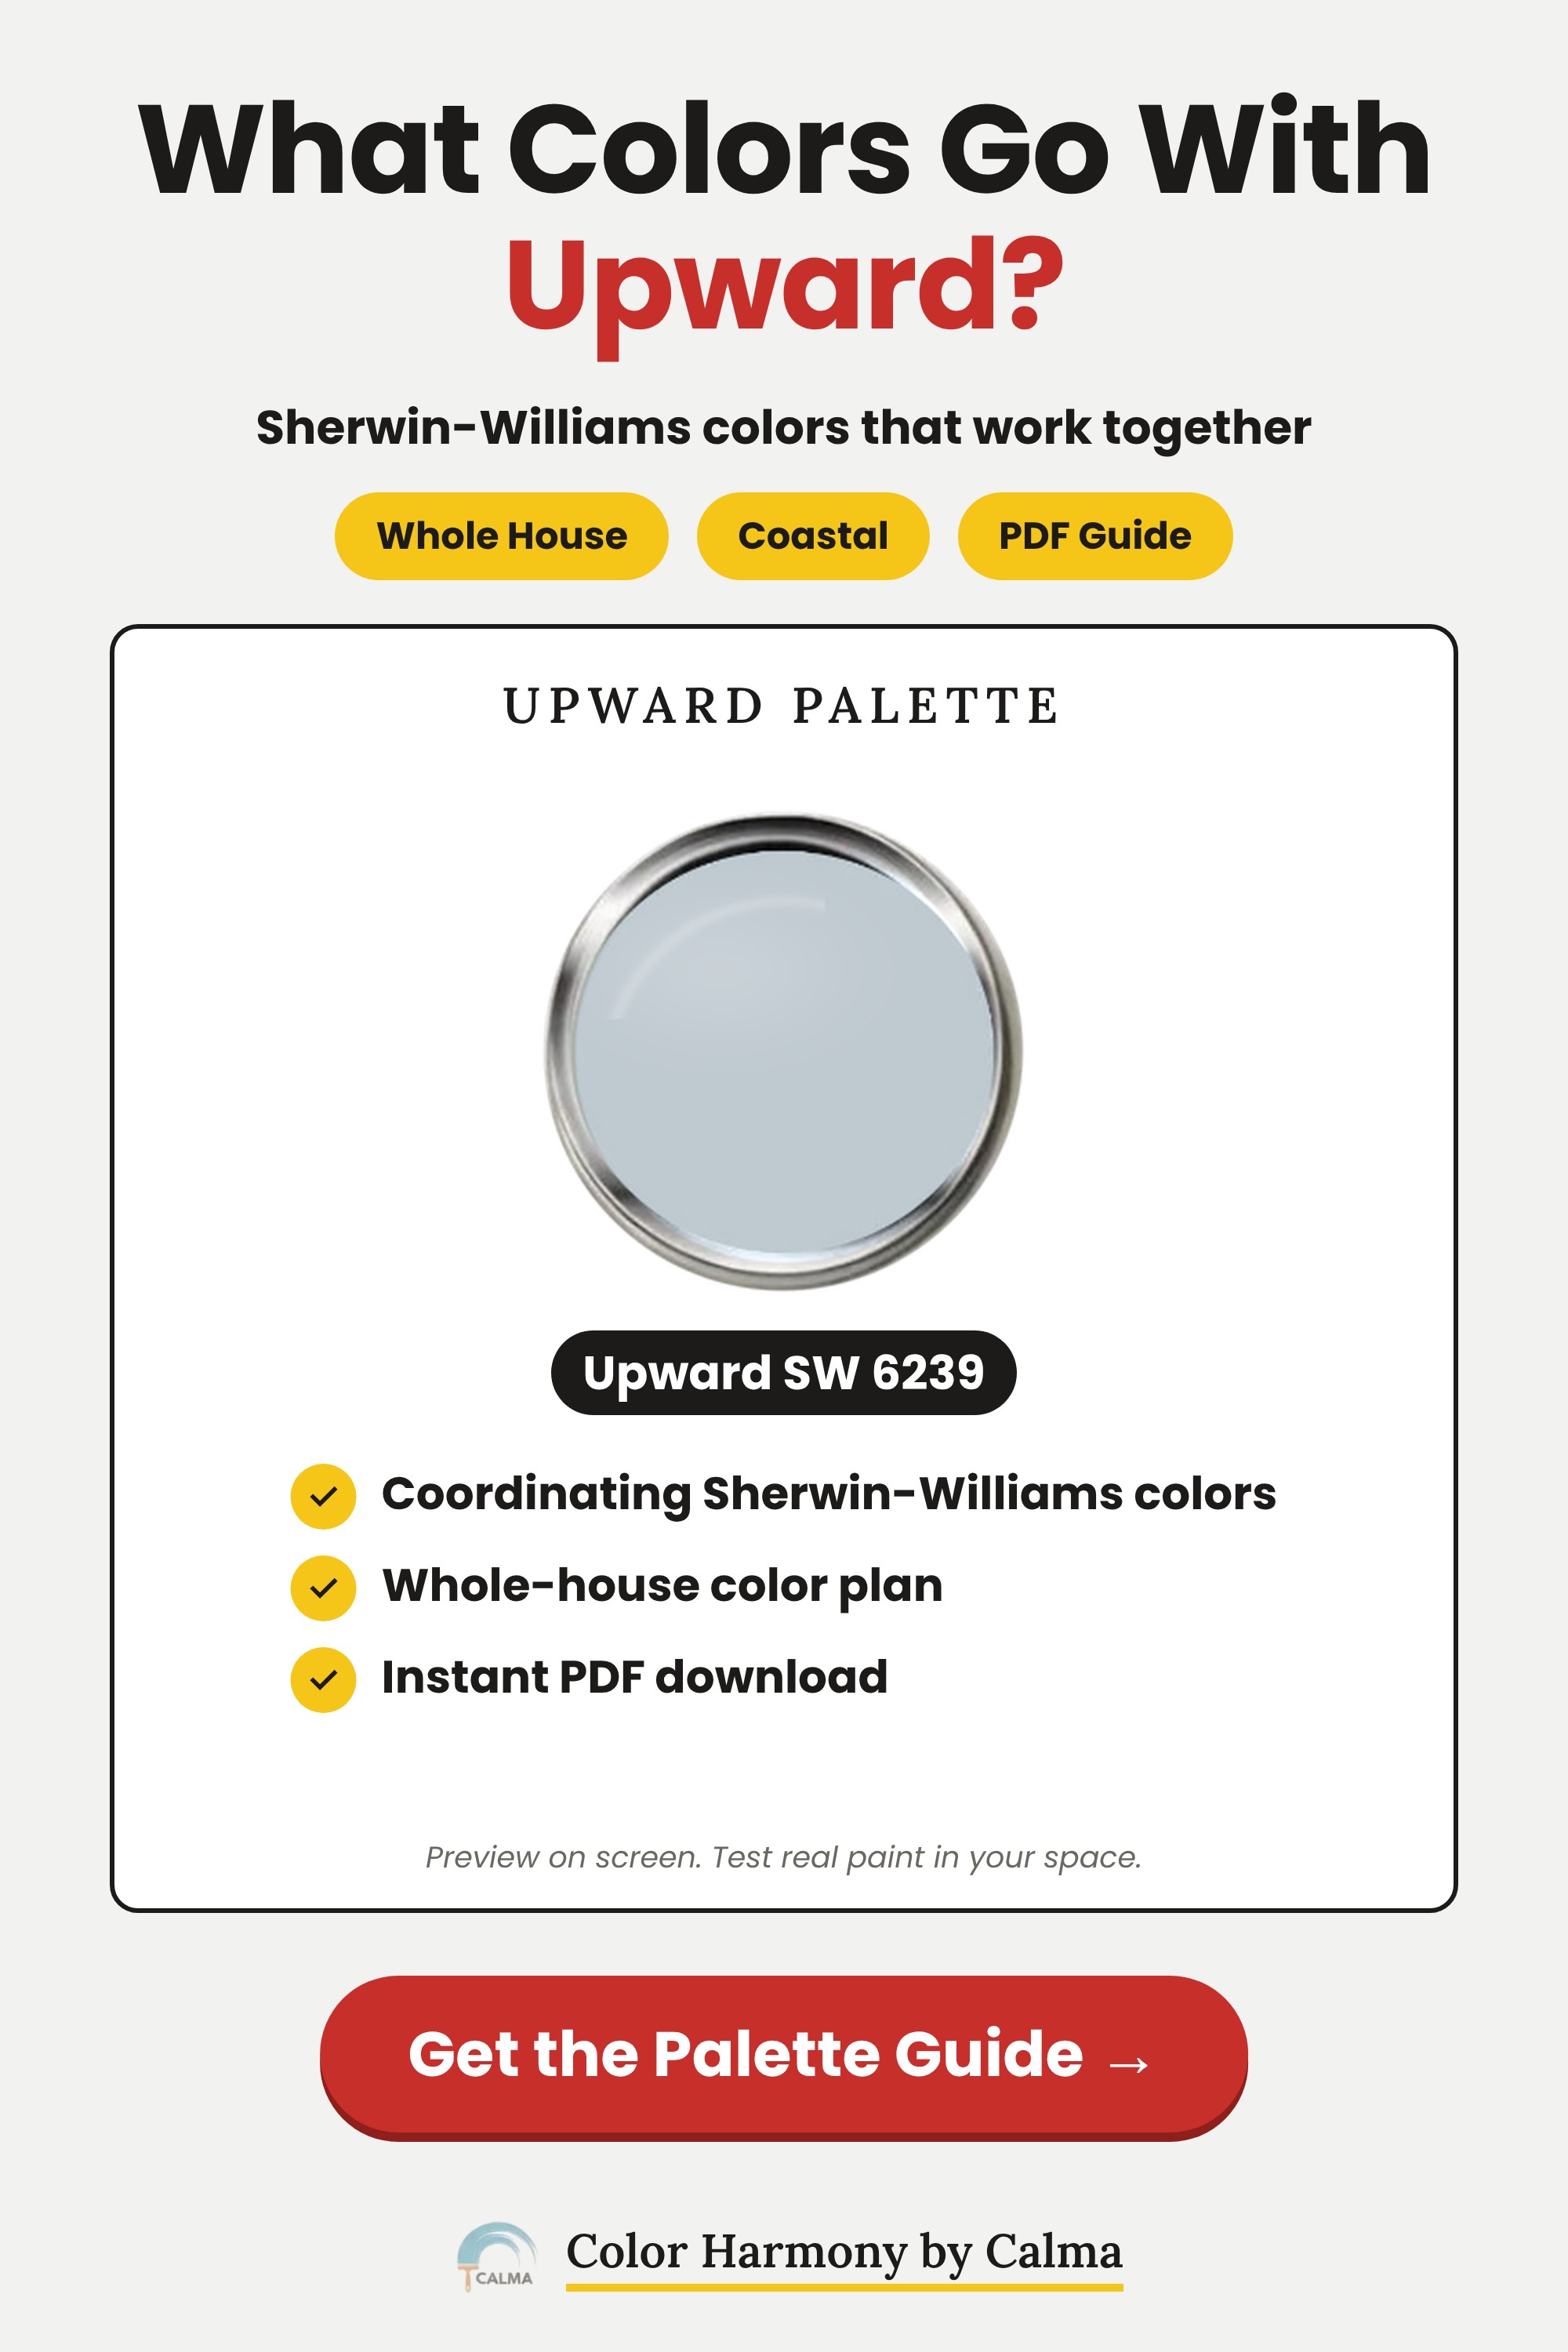 What Colors Go With
Upward?
Sherwin-Williams colors that work together
Whole House Coastal PDF Guide
UPWARD PALETTE
Upward SW 6239
Coordinating Sherwin-Williams colors
Whole-house color plan
Instant PDF download
Preview on screen. Test real paint in your space.
Get the Palette Guide →
CALMA
Color Harmony by Calma